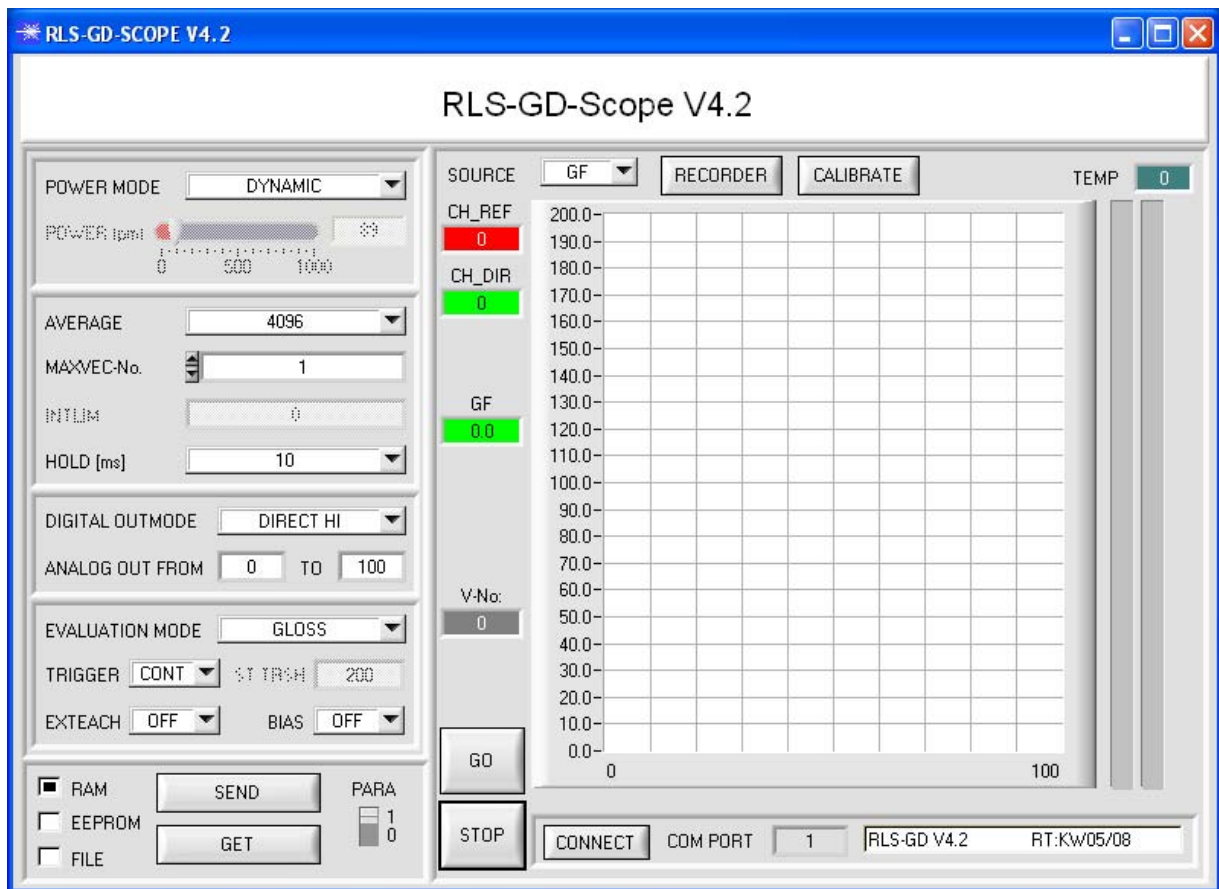 RLS-GD-SCOPE V4.2
RLS-GD-Scope V4.2
POWER MODE DYNAMIC
POWER [pm]
0 500 1000
AVERAGE 4096
MAXVEC-No. 1
INTLIM 0
HOLD [ms] 10
DIGITAL OUTMODE DIRECT HI
ANALOG OUT FROM 0 TO 100
EVALUATION MODE GLOSS
TRIGGER CONT ST TRSH 200
EXTEACH OFF BIAS OFF
RAM
EEPROM
FILE
SEND
GET
PARA
1
0
SOURCE GF RECORDER CALIBRATE TEMP 0
CH_REF
0
CH_DIR
0
GF
0.0
V-No:
0
GO
STOP
200.0
190.0
180.0
170.0
160.0
150.0
140.0
130.0
120.0
110.0
100.0
90.0
80.0
70.0
60.0
50.0
40.0
30.0
20.0
10.0
0.0
0 100
CONNECT COM PORT 1 RLS-GD V4.2 RT:KW05/08